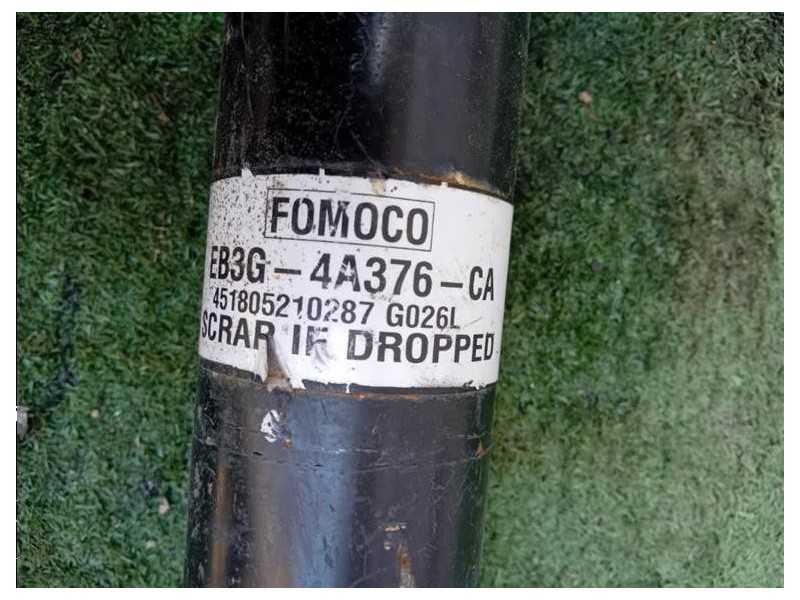 FOMOCO
EB3G-4A376-CA
451805210287 G026L
SCRAP IF DROPPED